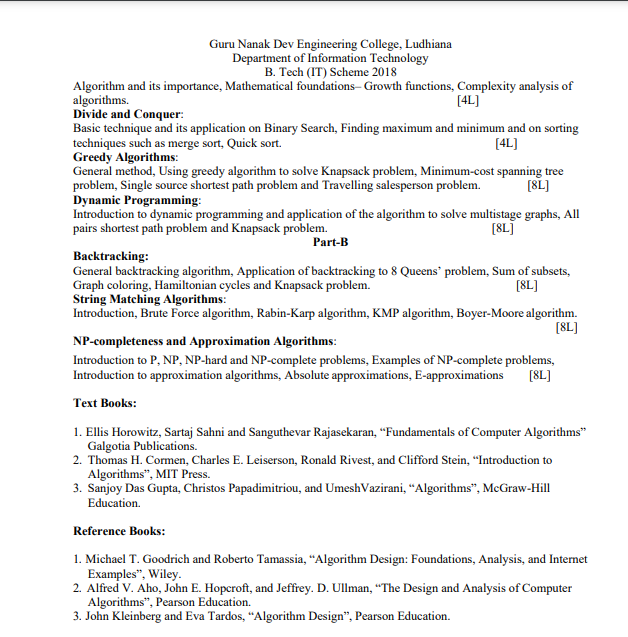 Guru Nanak Dev Engineering College, Ludhiana
Department of Information Technology
B. Tech (IT) Scheme 2018
Algorithm and its importance, Mathematical foundations– Growth functions, Complexity analysis of
algorithms. [4L]
Divide and Conquer:
Basic technique and its application on Binary Search, Finding maximum and minimum and on sorting
techniques such as merge sort, Quick sort. [4L]
Greedy Algorithms:
General method, Using greedy algorithm to solve Knapsack problem, Minimum-cost spanning tree
problem, Single source shortest path problem and Travelling salesperson problem. [8L]
Dynamic Programming:
Introduction to dynamic programming and application of the algorithm to solve multistage graphs, All
pairs shortest path problem and Knapsack problem. [8L]
Part-B
Backtracking:
General backtracking algorithm, Application of backtracking to 8 Queens’ problem, Sum of subsets,
Graph coloring, Hamiltonian cycles and Knapsack problem. [8L]
String Matching Algorithms:
Introduction, Brute Force algorithm, Rabin-Karp algorithm, KMP algorithm, Boyer-Moore algorithm.
[8L]
NP-completeness and Approximation Algorithms:
Introduction to P, NP, NP-hard and NP-complete problems, Examples of NP-complete problems,
Introduction to approximation algorithms, Absolute approximations, E-approximations [8L]
Text Books:
1. Ellis Horowitz, Sartaj Sahni and Sanguthevar Rajasekaran, “Fundamentals of Computer Algorithms”
Galgotia Publications.
2. Thomas H. Cormen, Charles E. Leiserson, Ronald Rivest, and Clifford Stein, “Introduction to
Algorithms”, MIT Press.
3. Sanjoy Das Gupta, Christos Papadimitriou, and UmeshVazirani, “Algorithms”, McGraw-Hill
Education.
Reference Books:
1. Michael T. Goodrich and Roberto Tamassia, “Algorithm Design: Foundations, Analysis, and Internet
Examples”, Wiley.
2. Alfred V. Aho, John E. Hopcroft, and Jeffrey. D. Ullman, “The Design and Analysis of Computer
Algorithms”, Pearson Education.
3. John Kleinberg and Eva Tardos, “Algorithm Design”, Pearson Education.